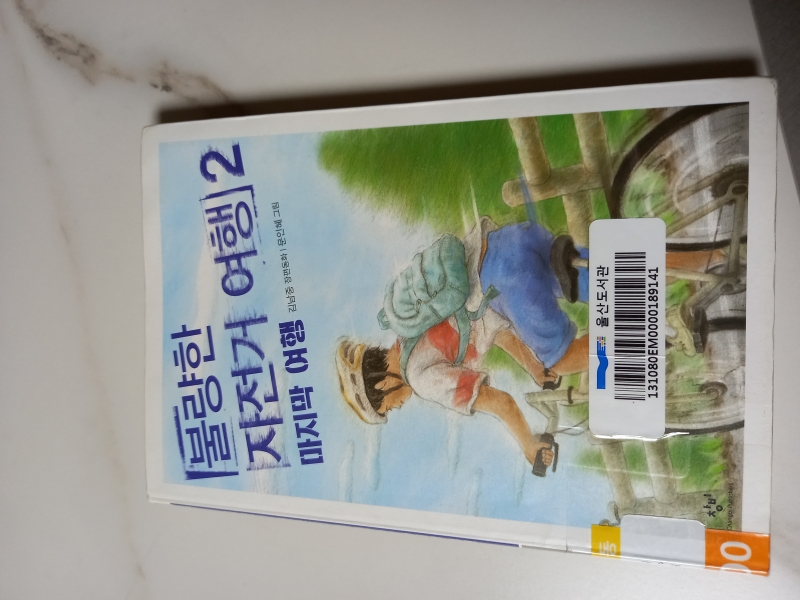 불량한
자전거 여행 2
마지막 여행
김남중 장편동화 | 문인혜 그림
울산도서관
131080EM0000189141
창비
00